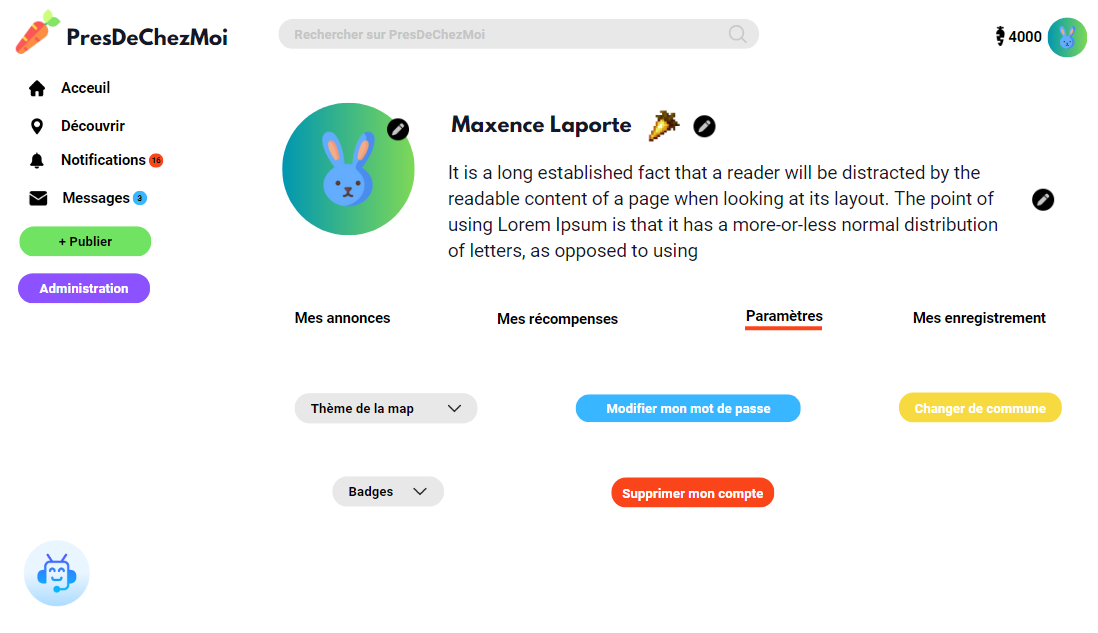 PresDeChezMoi
Rechercher sur PresDeChezMoi
4000
Acceuil
Découvrir
Notifications 16
Messages 3
+ Publier
Administration
Maxence Laporte
It is a long established fact that a reader will be distracted by the
readable content of a page when looking at its layout. The point of
using Lorem Ipsum is that it has a more-or-less normal distribution
of letters, as opposed to using
Mes annonces
Mes récompenses
Paramètres
Mes enregistrement
Thème de la map
Modifier mon mot de passe
Changer de commune
Badges
Supprimer mon compte